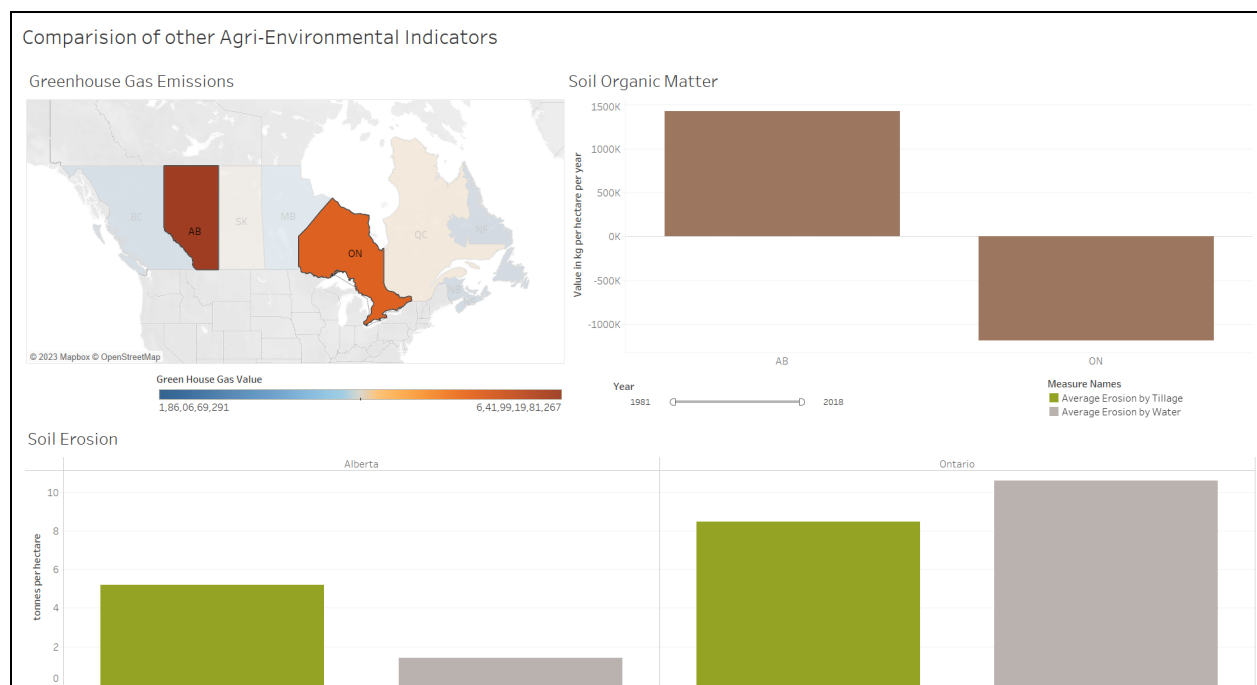 Comparision of other Agri-Environmental Indicators
Greenhouse Gas Emissions
BC
AB
SK
MB
ON
QC
NF
© 2023 Mapbox © OpenStreetMap
Green House Gas Value
1,86,06,69,291
6,41,99,19,81,267
Soil Organic Matter
Value in kg per hectare per year
1500K
1000K
500K
0K
-500K
-1000K
AB
ON
Year
1981
2018
Measure Names
Average Erosion by Tillage
Average Erosion by Water
Soil Erosion
Alberta
Ontario
tonnes per hectare
10
8
6
4
2
0